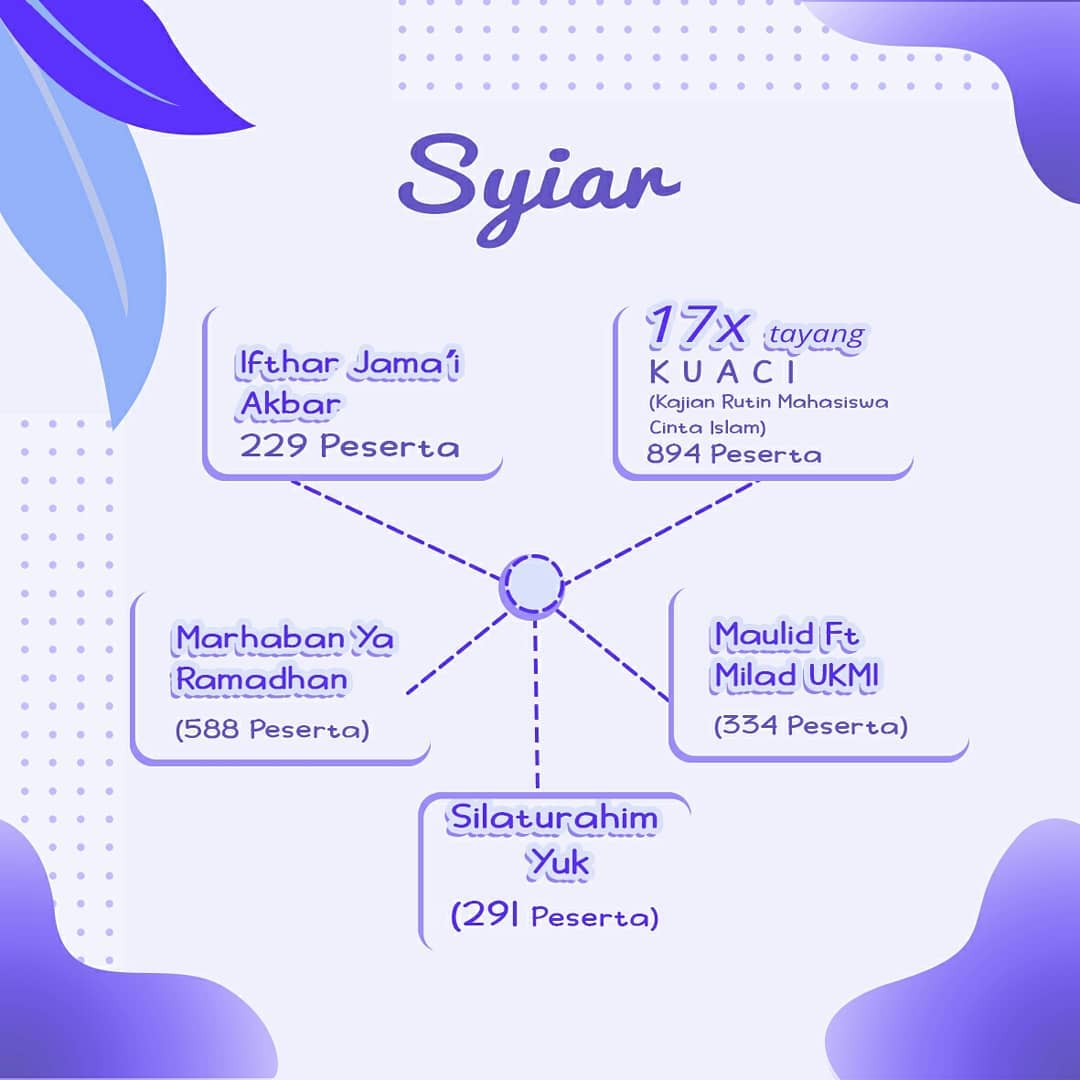 Syiar
Ifthar Jama'i
Akbar
229 Peserta
17x tayang
KUACI
(Kajian Rutin Mahasiswa
Cinta Islam)
894 Peserta
Marhaban Ya
Ramadhan
(588 Peserta)
Maulid Ft
Milad UKMI
(334 Peserta)
Silaturahim
Yuk
(291 Peserta)